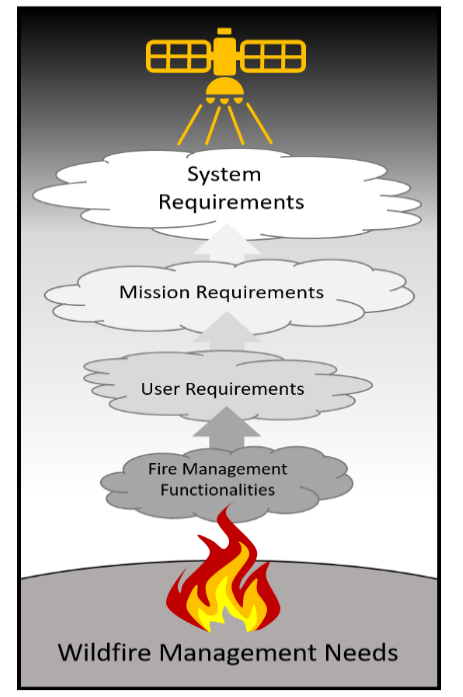 System
Requirements
Mission Requirements
User Requirements
Fire Management
Functionalities
Wildfire Management Needs